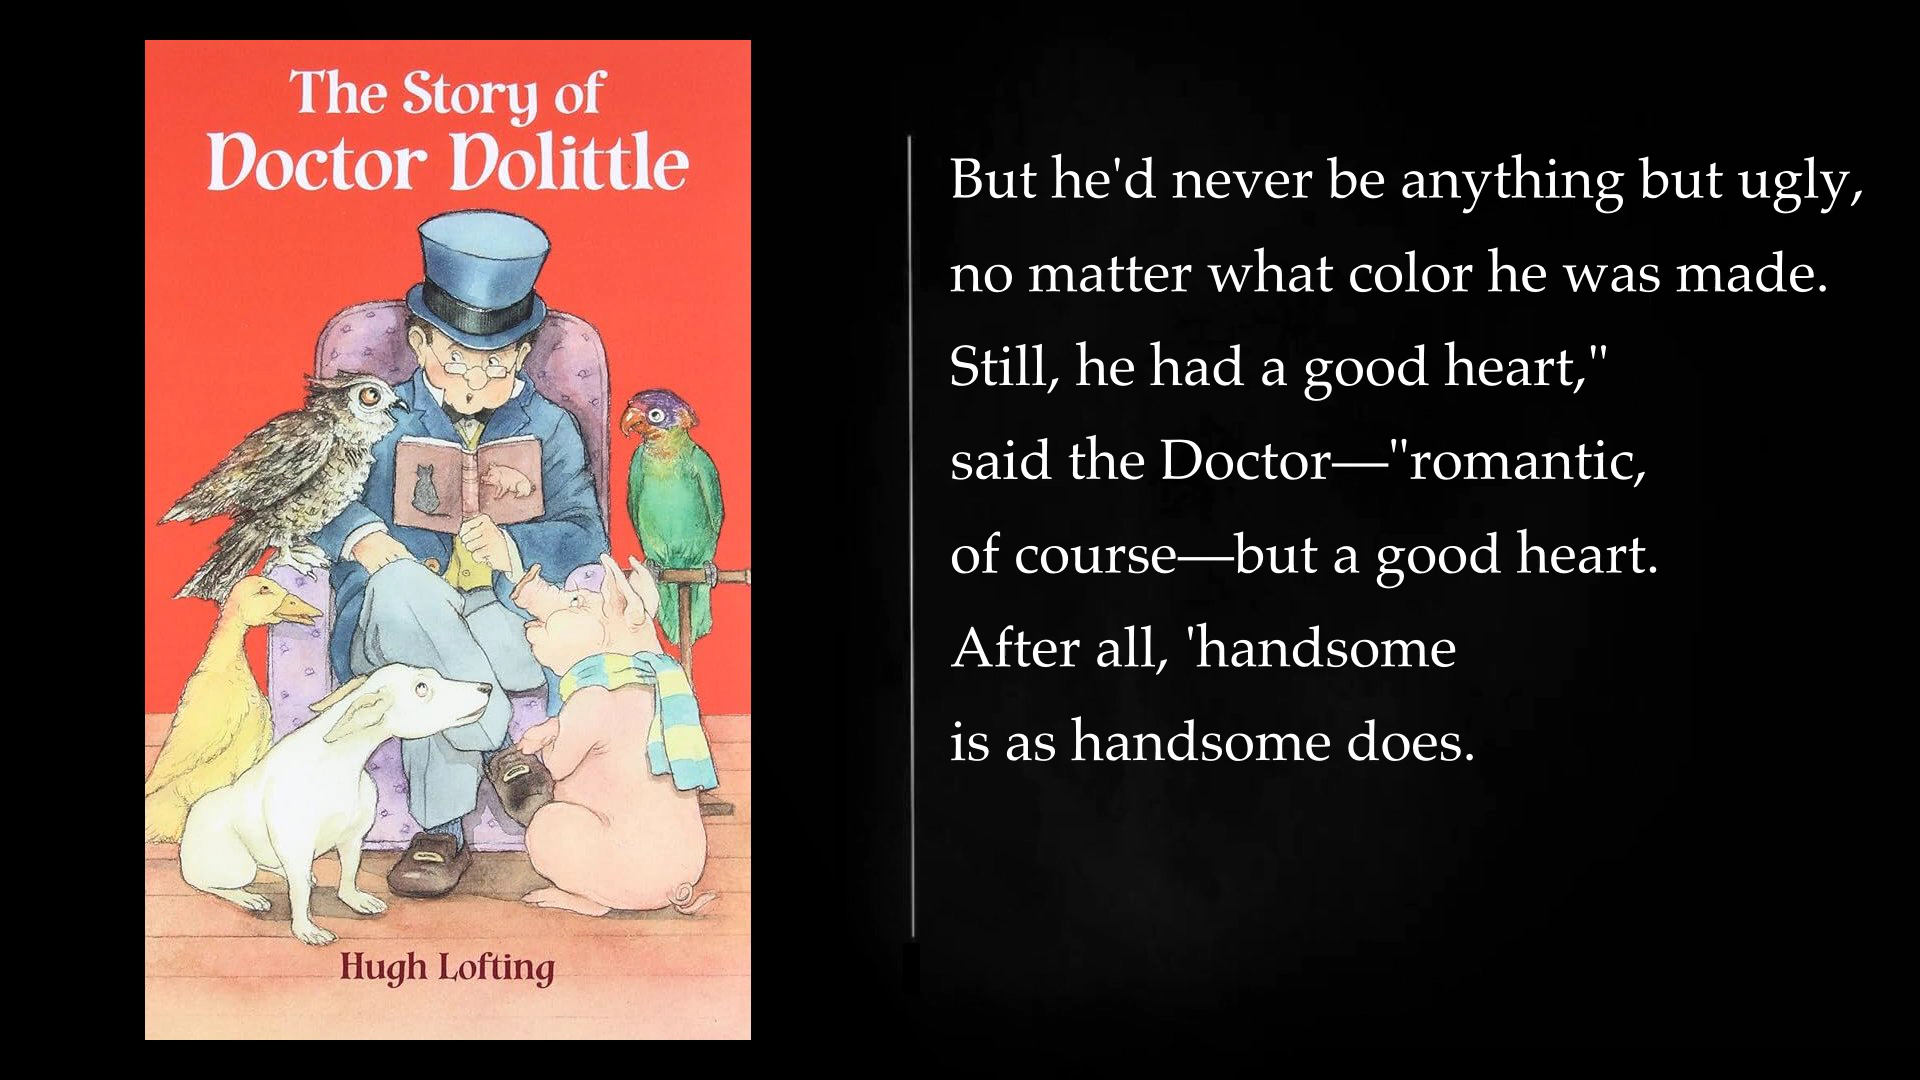 The Story of
Doctor Dolittle
Hugh Lofting
But he'd never be anything but ugly,
no matter what color he was made.
Still, he had a good heart,"
said the Doctor—"romantic,
of course—but a good heart.
After all, 'handsome
is as handsome does.